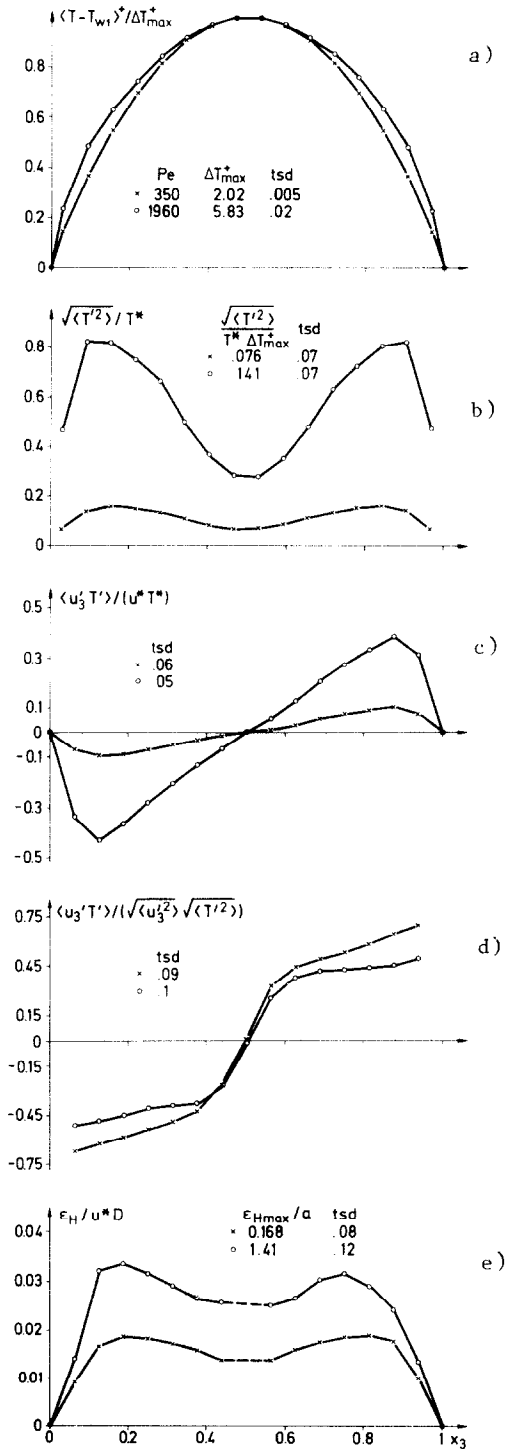 ⟨T-T_w1⟩⁺/ΔT⁺max
a)
0.8
0.6
0.4
0.2
0
Pe ΔT⁺max tsd
× 350 2.02 .005
○ 1960 5.83 .02
√⟨T'²⟩/T*
√⟨T'²⟩/(T* ΔT⁺max) tsd
b)
× .076 .07
○ .141 .07
0.8
0.6
0.4
0.2
0
⟨u₃'T'⟩/(u*T*)
c)
tsd
× .06
○ .05
0.5
0.3
0.1
0
-0.1
-0.3
-0.5
⟨u₃'T'⟩/(√⟨u₃'²⟩ √⟨T'²⟩)
d)
tsd
× .09
○ .1
0.75
0.45
0.15
0
-0.15
-0.45
-0.75
ε_H/u*D
ε_Hmax/a tsd
e)
× 0.168 .08
○ 1.41 .12
0.04
0.03
0.02
0.01
0
0 0.2 0.4 0.6 0.8 1 x₃